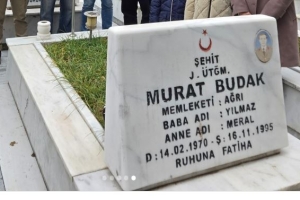 ŞEHİT
J. ÜTĞM.
MURAT BUDAK
MEMLEKETİ : AĞRI
BABA ADI : YILMAZ
ANNE ADI : MERAL
D : 14.02.1970 - Ş : 16.11.1995
RUHUNA FATİHA